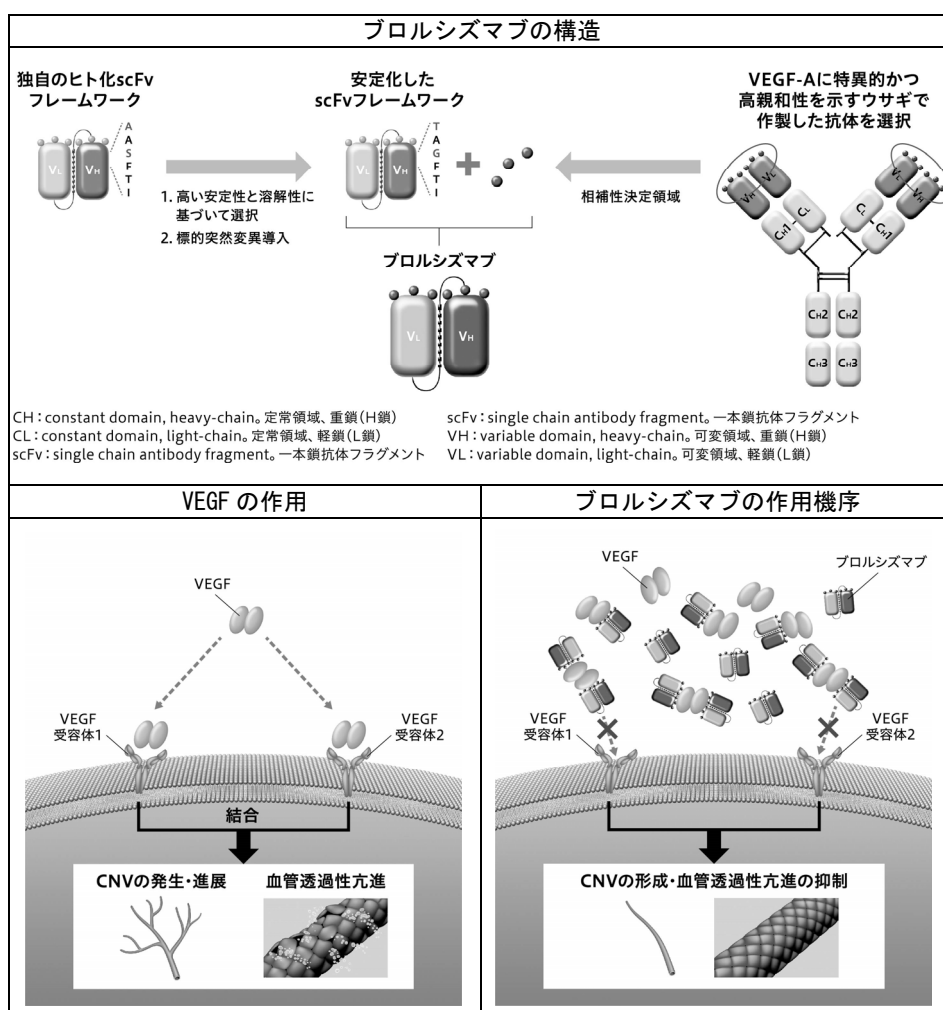 ブロルシズマブの構造
独自のヒト化scFv
フレームワーク
A
A
S
F
T
I
VL
VH
1. 高い安定性と溶解性に
基づいて選択
2. 標的突然変異導入
安定化した
scFvフレームワーク
T
A
G
F
T
I
VL
VH
相補性決定領域
VEGF-Aに特異的かつ
高親和性を示すウサギで
作製した抗体を選択
VH
VL
CH1
CL
VL
VH
CL
CH1
CH2
CH2
CH3
CH3
ブロルシズマブ
VL
VH
CH：constant domain, heavy-chain。定常領域、重鎖（H鎖）
CL：constant domain, light-chain。定常領域、軽鎖（L鎖）
scFv：single chain antibody fragment。一本鎖抗体フラグメント
scFv：single chain antibody fragment。一本鎖抗体フラグメント
VH：variable domain, heavy-chain。可変領域、重鎖（H鎖）
VL：variable domain, light-chain。可変領域、軽鎖（L鎖）
VEGF の作用
VEGF
VEGF
受容体1
VEGF
受容体2
結合
CNVの発生・進展
血管透過性亢進
ブロルシズマブの作用機序
VEGF
ブロルシズマブ
VEGF
受容体1
VEGF
受容体2
CNVの形成・血管透過性亢進の抑制